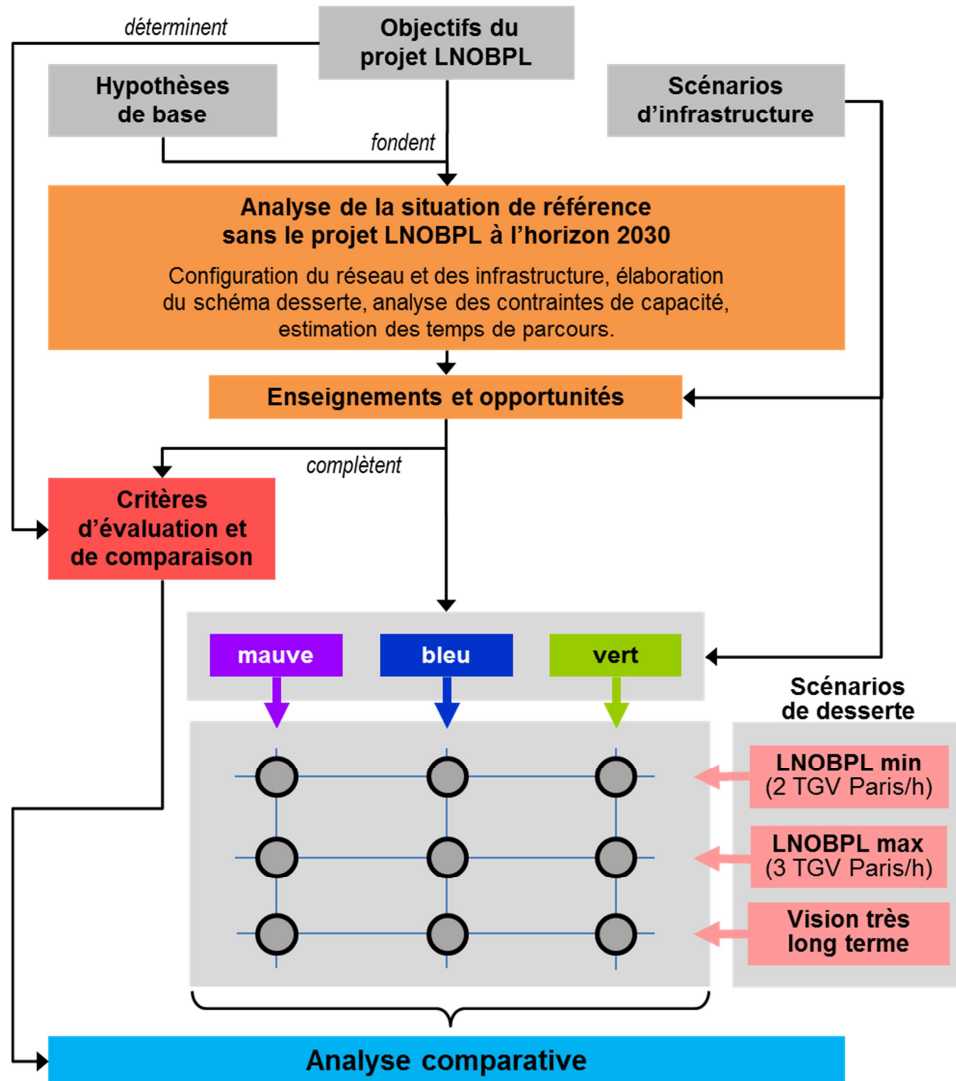 déterminent
Objectifs du
projet LNOBPL
Hypothèses
de base
Scénarios
d'infrastructure
fondent
Analyse de la situation de référence
sans le projet LNOBPL à l'horizon 2030
Configuration du réseau et des infrastructure, élaboration
du schéma desserte, analyse des contraintes de capacité,
estimation des temps de parcours.
Enseignements et opportunités
complètent
Critères
d'évaluation et
de comparaison
mauve
bleu
vert
Scénarios
de desserte
LNOBPL min
(2 TGV Paris/h)
LNOBPL max
(3 TGV Paris/h)
Vision très
long terme
Analyse comparative